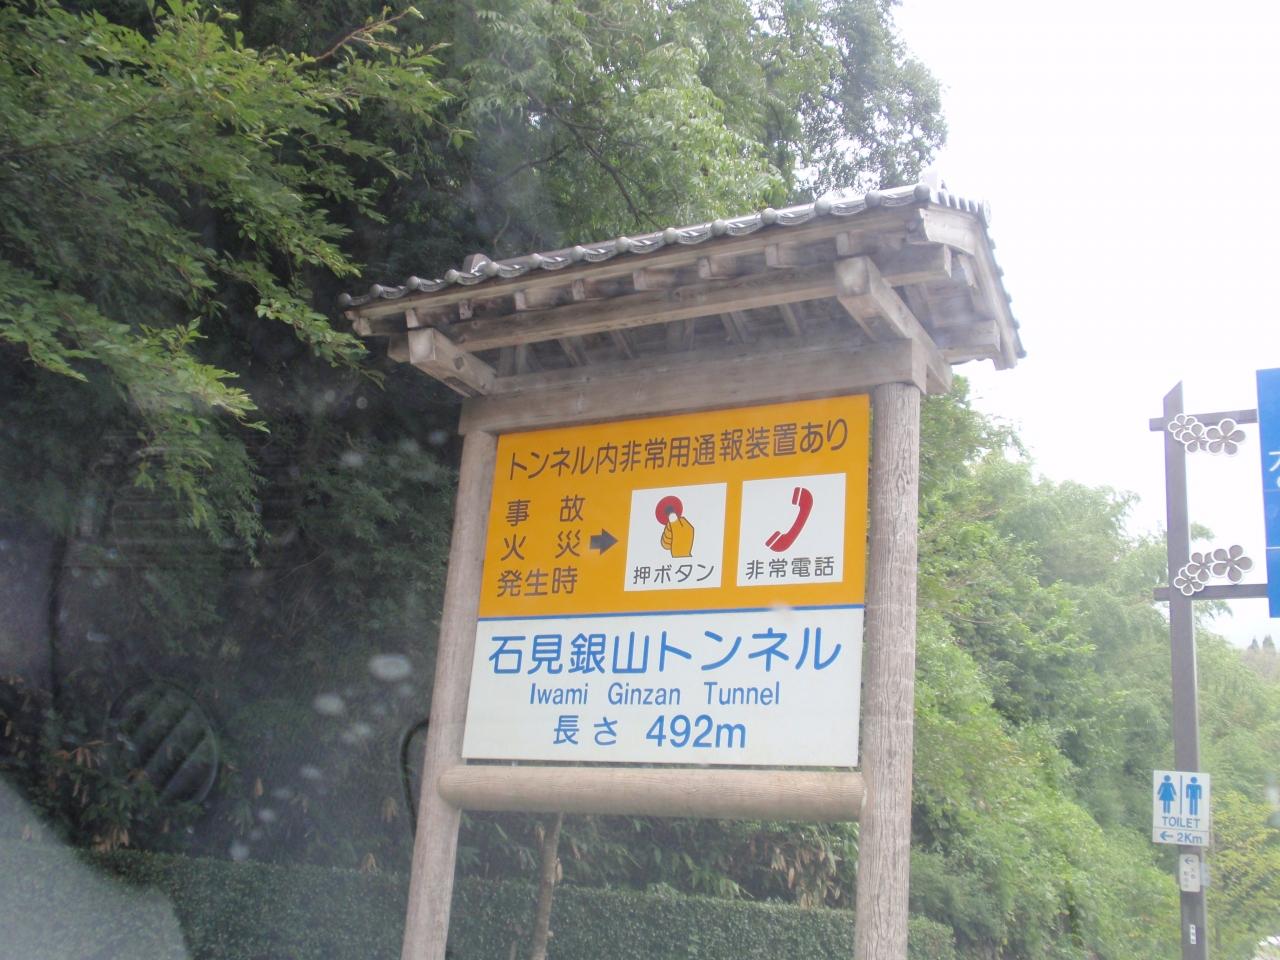 トンネル内非常用通報装置あり
事故
火災
発生時
押ボタン
非常電話
石見銀山トンネル
Iwami Ginzan Tunnel
長さ 492m
TOILET
← 2Km